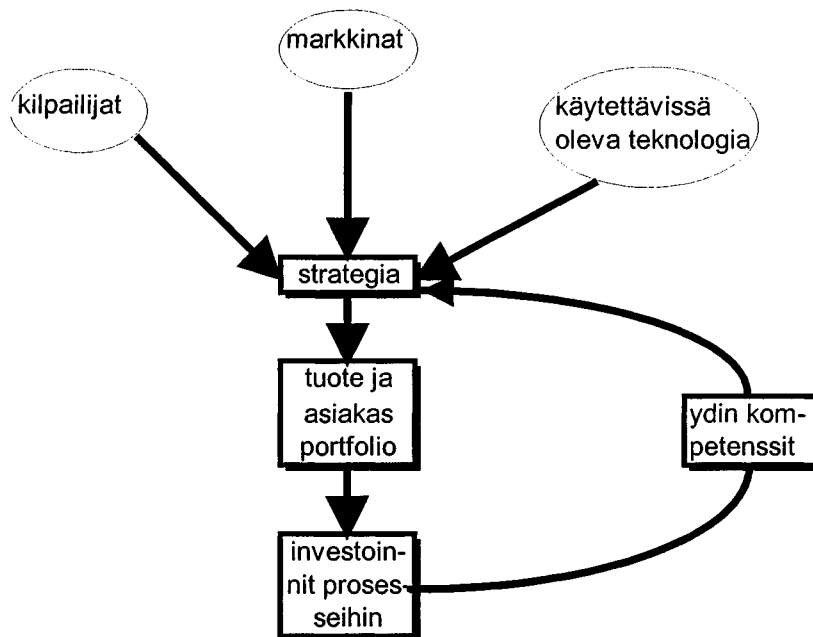 markkinat
kilpailijat
käytettävissä
oleva teknologia
strategia
tuote ja
asiakas
portfolio
ydin kom-
petenssit
investoin-
nit proses-
seihin